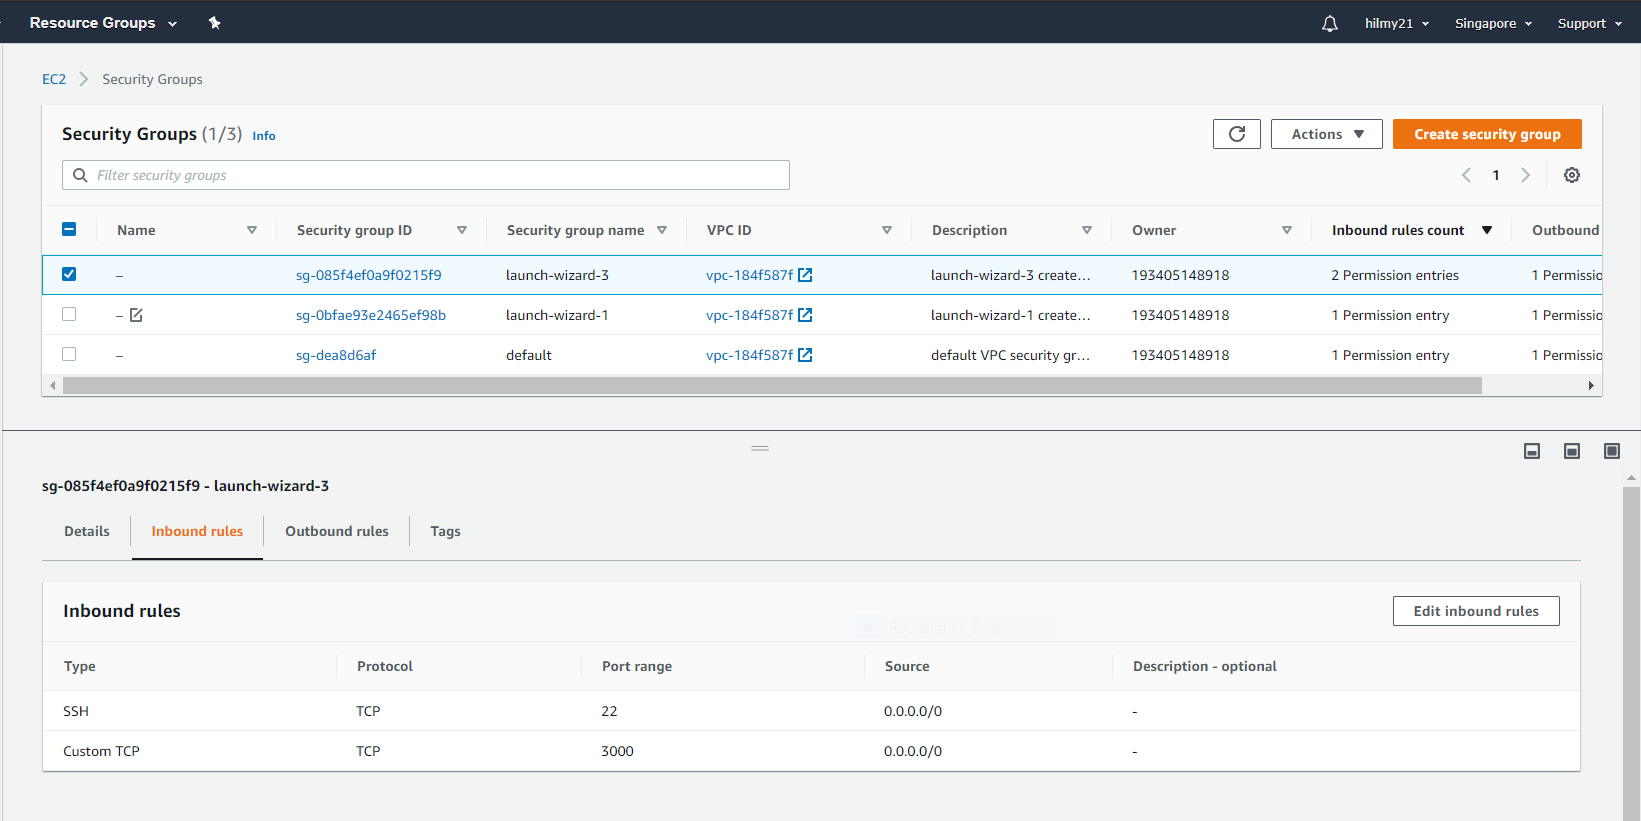 Resource Groups hilmy21 Singapore Support
EC2 Security Groups
Security Groups (1/3) Info Actions Create security group
Filter security groups 1
Name Security group ID Security group name VPC ID Description Owner Inbound rules count Outbound
– sg-085f4ef0a9f0215f9 launch-wizard-3 vpc-184f587f launch-wizard-3 create... 193405148918 2 Permission entries 1 Permissio
– sg-0bfae93e2465ef98b launch-wizard-1 vpc-184f587f launch-wizard-1 create... 193405148918 1 Permission entry 1 Permissio
– sg-dea8d6af default vpc-184f587f default VPC security gr... 193405148918 1 Permission entry 1 Permissio
sg-085f4ef0a9f0215f9 - launch-wizard-3
Details Inbound rules Outbound rules Tags
Inbound rules Edit inbound rules
Rectangular Snip
Type Protocol Port range Source Description - optional
SSH TCP 22 0.0.0.0/0 -
Custom TCP TCP 3000 0.0.0.0/0 -